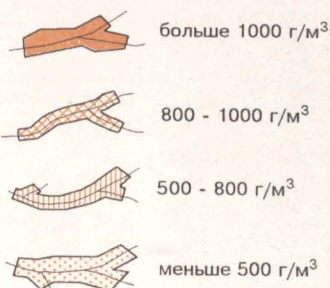 больше 1000 г/м³
800 - 1000 г/м³
500 - 800 г/м³
меньше 500 г/м³